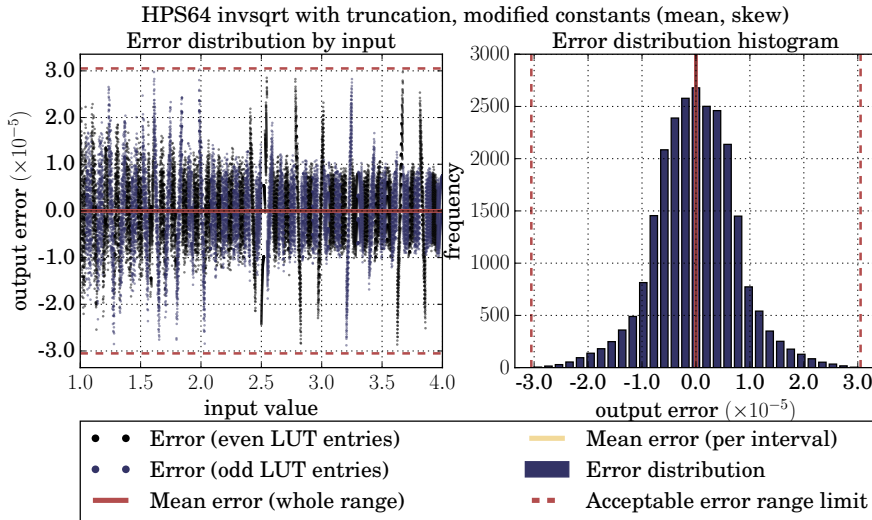 HPS64 invsqrt with truncation, modified constants (mean, skew)
Error distribution by input
Error distribution histogram
output error (×10⁻⁵)
3.0
2.0
1.0
0.0
-1.0
-2.0
-3.0
1.0 1.5 2.0 2.5 3.0 3.5 4.0
input value
frequency
3000
2500
2000
1500
1000
500
0
-3.0 -2.0 -1.0 0.0 1.0 2.0 3.0
output error (×10⁻⁵)
Error (even LUT entries)
Error (odd LUT entries)
Mean error (whole range)
Mean error (per interval)
Error distribution
Acceptable error range limit